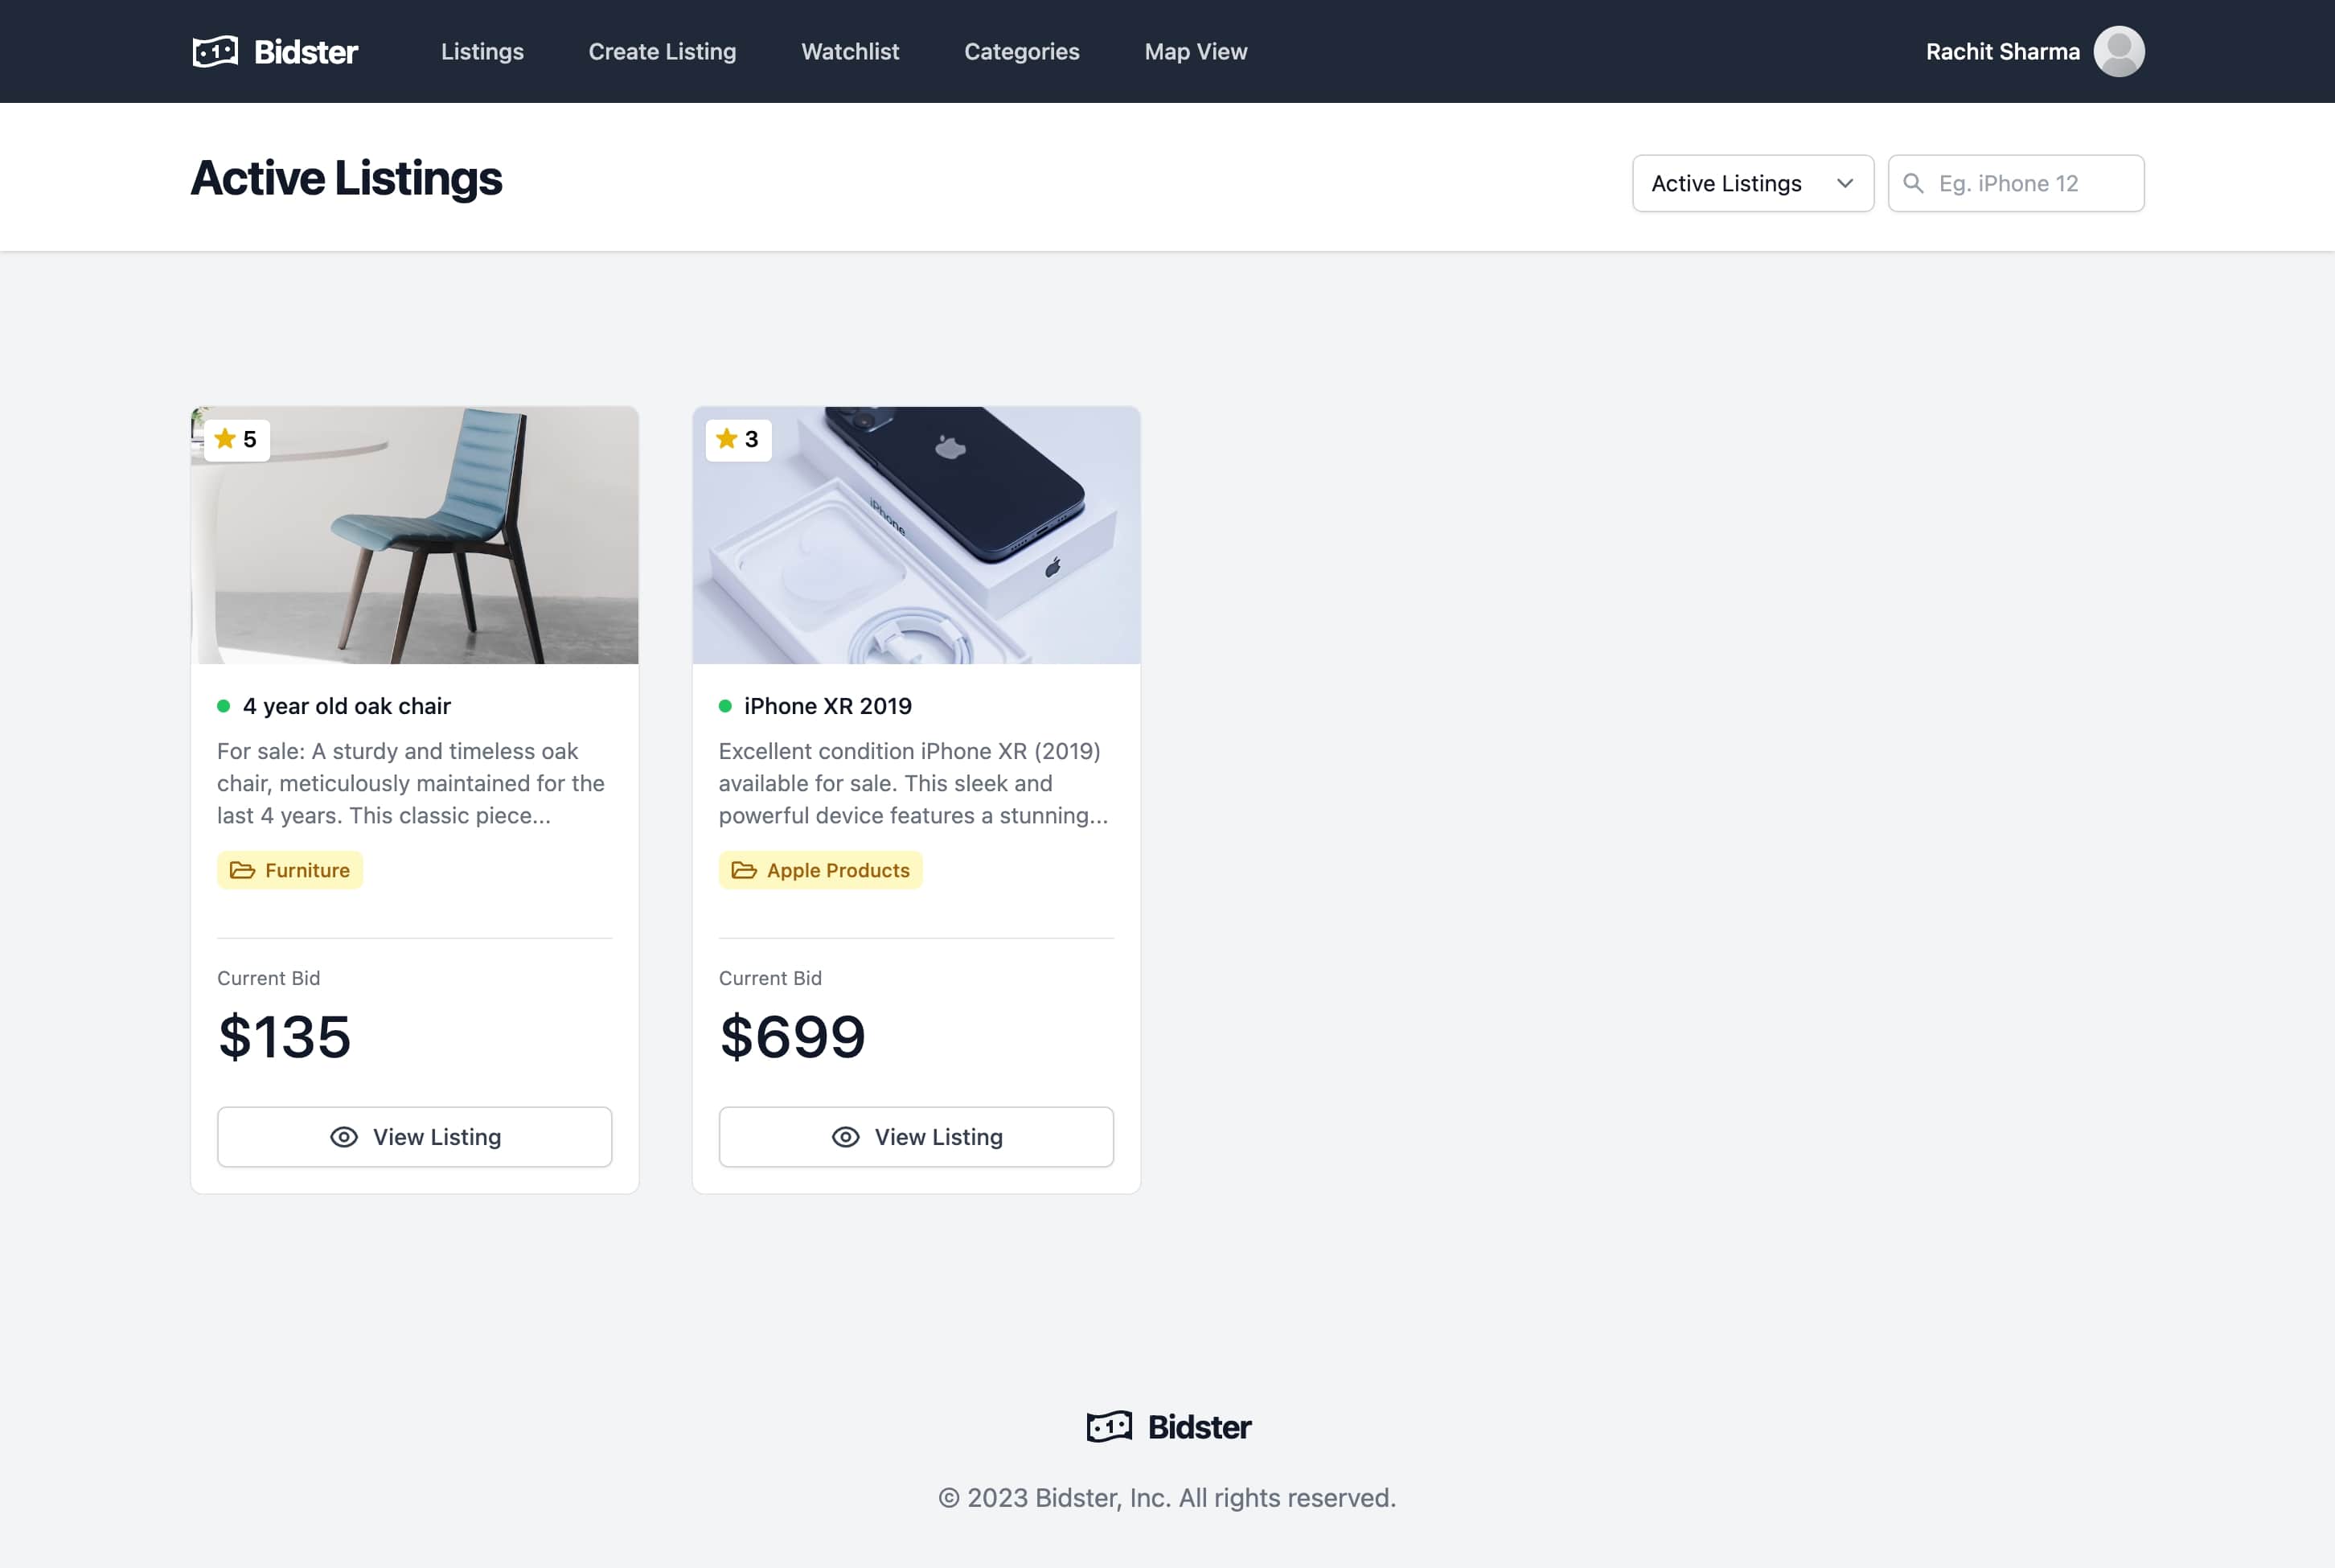 Bidster
Listings
Create Listing
Watchlist
Categories
Map View
Rachit Sharma
Active Listings
Active Listings
Eg. iPhone 12
5
3
iPhone
4 year old oak chair
For sale: A sturdy and timeless oak
chair, meticulously maintained for the
last 4 years. This classic piece...
Furniture
Current Bid
$135
View Listing
iPhone XR 2019
Excellent condition iPhone XR (2019)
available for sale. This sleek and
powerful device features a stunning...
Apple Products
Current Bid
$699
View Listing
Bidster
© 2023 Bidster, Inc. All rights reserved.